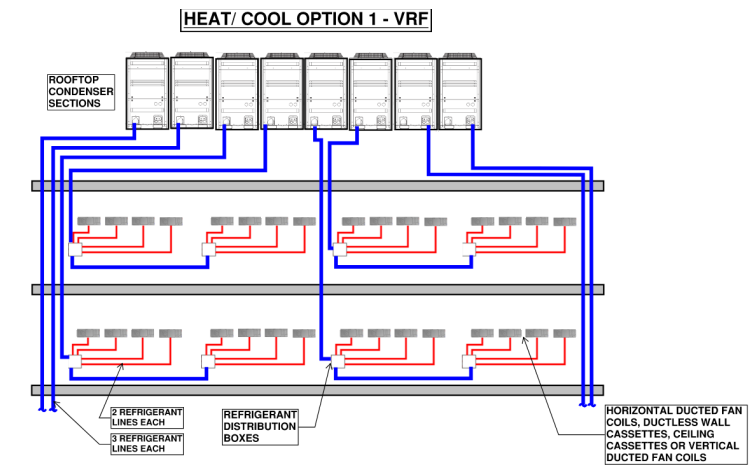 HEAT/ COOL OPTION 1 - VRF
ROOFTOP
CONDENSER
SECTIONS
2 REFRIGERANT
LINES EACH
3 REFRIGERANT
LINES EACH
REFRIGERANT
DISTRIBUTION
BOXES
HORIZONTAL DUCTED FAN
COILS, DUCTLESS WALL
CASSETTES, CEILING
CASSETTES OR VERTICAL
DUCTED FAN COILS